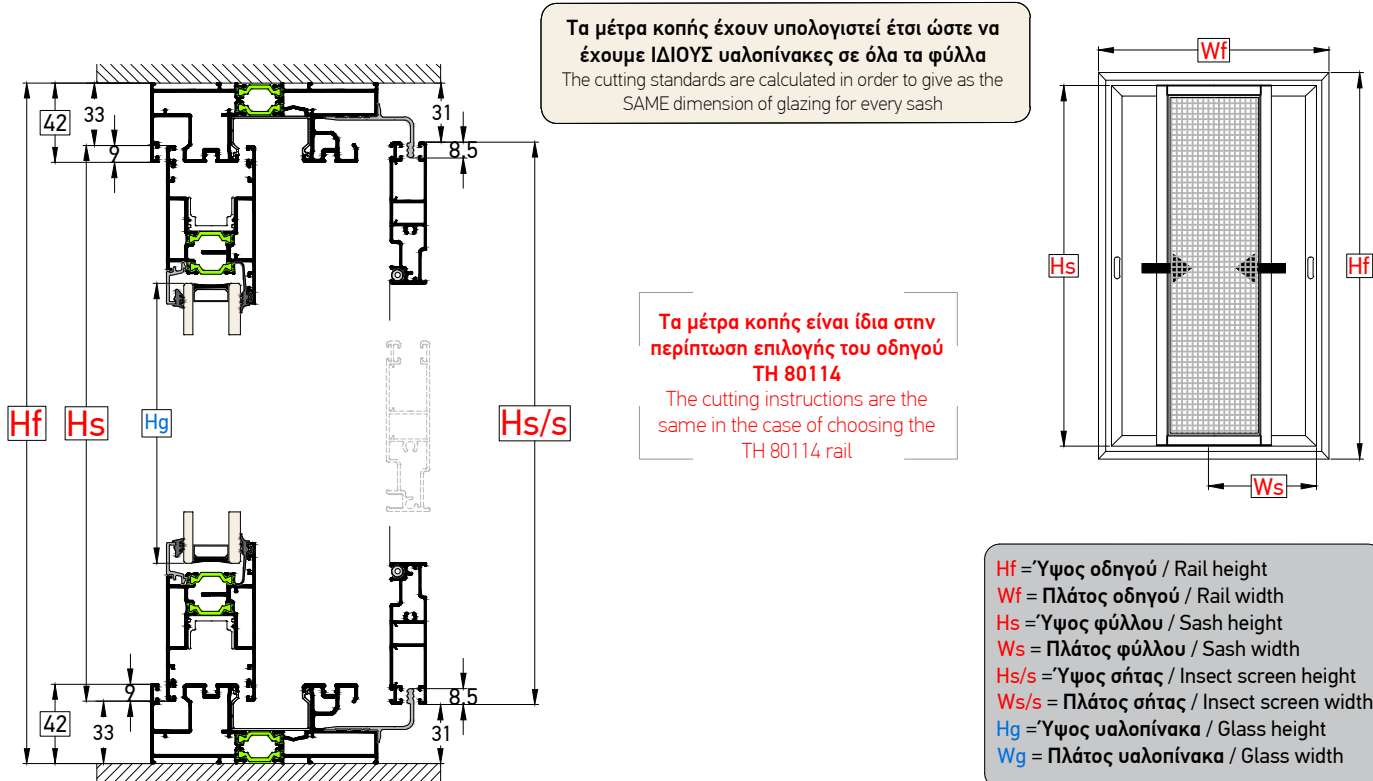 Τα μέτρα κοπής έχουν υπολογιστεί έτσι ώστε να
έχουμε ΙΔΙΟΥΣ υαλοπίνακες σε όλα τα φύλλα
The cutting standards are calculated in order to give as the
SAME dimension of glazing for every sash
Wf
42
33
9
31
8.5
Hs
Hf
Τα μέτρα κοπής είναι ίδια στην
περίπτωση επιλογής του οδηγού
TH 80114
The cutting instructions are the
same in the case of choosing the
TH 80114 rail
Hf
Hs
Hg
Hs/s
Ws
Hf =Ύψος οδηγού / Rail height
Wf = Πλάτος οδηγού / Rail width
Hs =Ύψος φύλλου / Sash height
Ws = Πλάτος φύλλου / Sash width
Hs/s =Ύψος σήτας / Insect screen height
Ws/s = Πλάτος σήτας / Insect screen width
Hg =Ύψος υαλοπίνακα / Glass height
Wg = Πλάτος υαλοπίνακα / Glass width
9
42
33
8.5
31